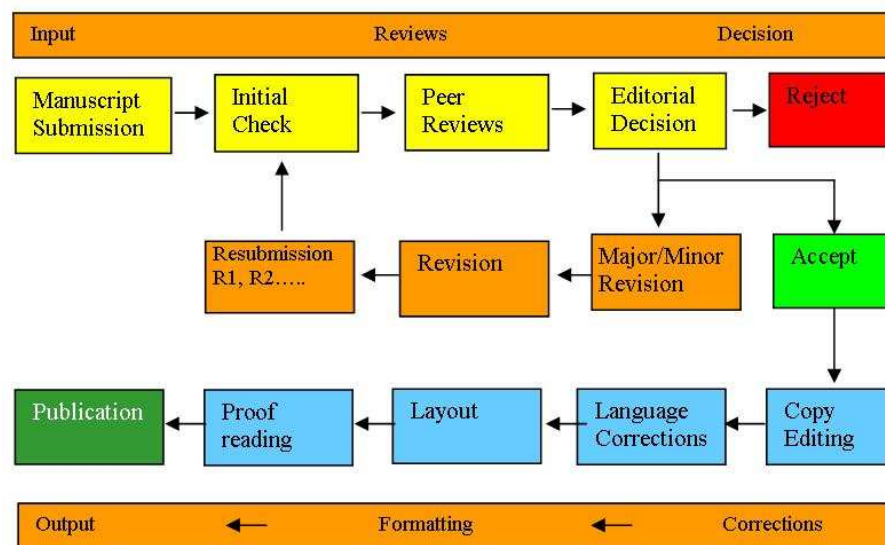 Input Reviews Decision
Manuscript
Submission
Initial
Check
Peer
Reviews
Editorial
Decision
Reject
Resubmission
R1, R2…..
Revision
Major/Minor
Revision
Accept
Publication
Proof
reading
Layout
Language
Corrections
Copy
Editing
Output Formatting Corrections